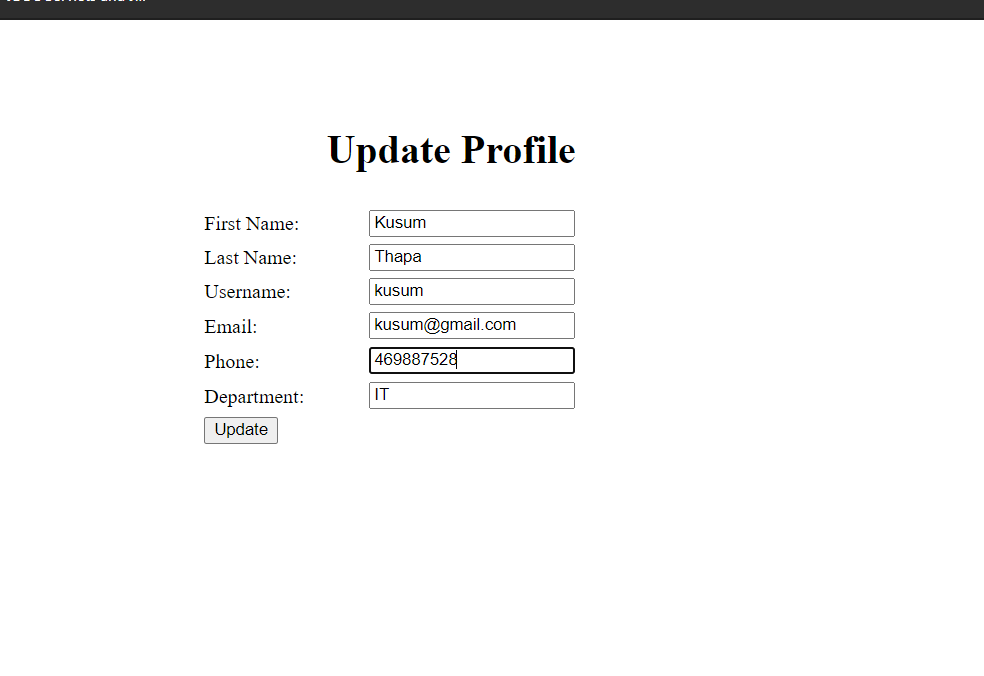 Update Profile
First Name: Kusum
Last Name: Thapa
Username: kusum
Email: kusum@gmail.com
Phone: 469887528
Department: IT
Update